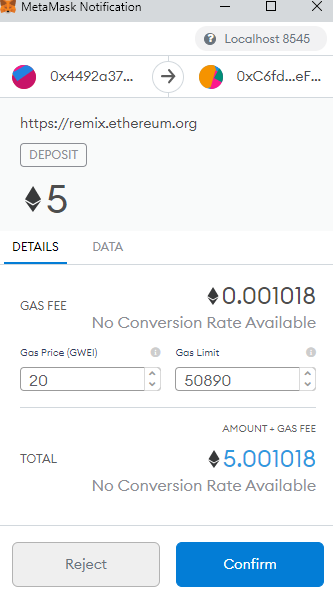 MetaMask Notification
Localhost 8545
0x4492a37... 0xC6fd...eF...
https://remix.ethereum.org
DEPOSIT
5
DETAILS DATA
GAS FEE 0.001018
No Conversion Rate Available
Gas Price (GWEI) Gas Limit
20 50890
AMOUNT + GAS FEE
TOTAL 5.001018
No Conversion Rate Available
Reject Confirm